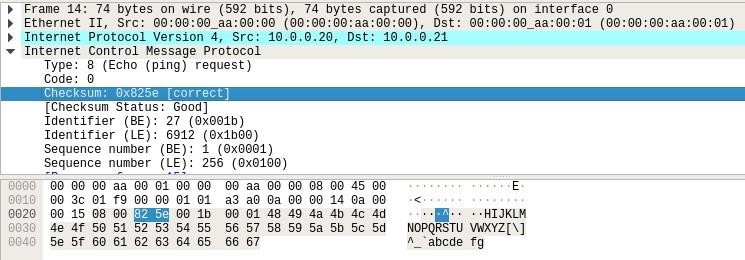 Frame 14: 74 bytes on wire (592 bits), 74 bytes captured (592 bits) on interface 0
Ethernet II, Src: 00:00:00_aa:00:00 (00:00:00:aa:00:00), Dst: 00:00:00_aa:00:01 (00:00:00:aa:00:01)
Internet Protocol Version 4, Src: 10.0.0.20, Dst: 10.0.0.21
Internet Control Message Protocol
Type: 8 (Echo (ping) request)
Code: 0
Checksum: 0x825e [correct]
[Checksum Status: Good]
Identifier (BE): 27 (0x001b)
Identifier (LE): 6912 (0x1b00)
Sequence number (BE): 1 (0x0001)
Sequence number (LE): 256 (0x0100)
0000 00 00 00 aa 00 01 00 00 00 aa 00 00 08 00 45 00 ········ ······E·
0010 00 3c 01 f9 00 00 01 01 a3 a0 0a 00 00 14 0a 00 ·<······ ········
0020 00 15 08 00 82 5e 00 1b 00 01 48 49 4a 4b 4c 4d ·····^·· ··HIJKLM
0030 4e 4f 50 51 52 53 54 55 56 57 58 59 5a 5b 5c 5d NOPQRSTU VWXYZ[\]
0040 5e 5f 60 61 62 63 64 65 66 67 ^_`abcde fg